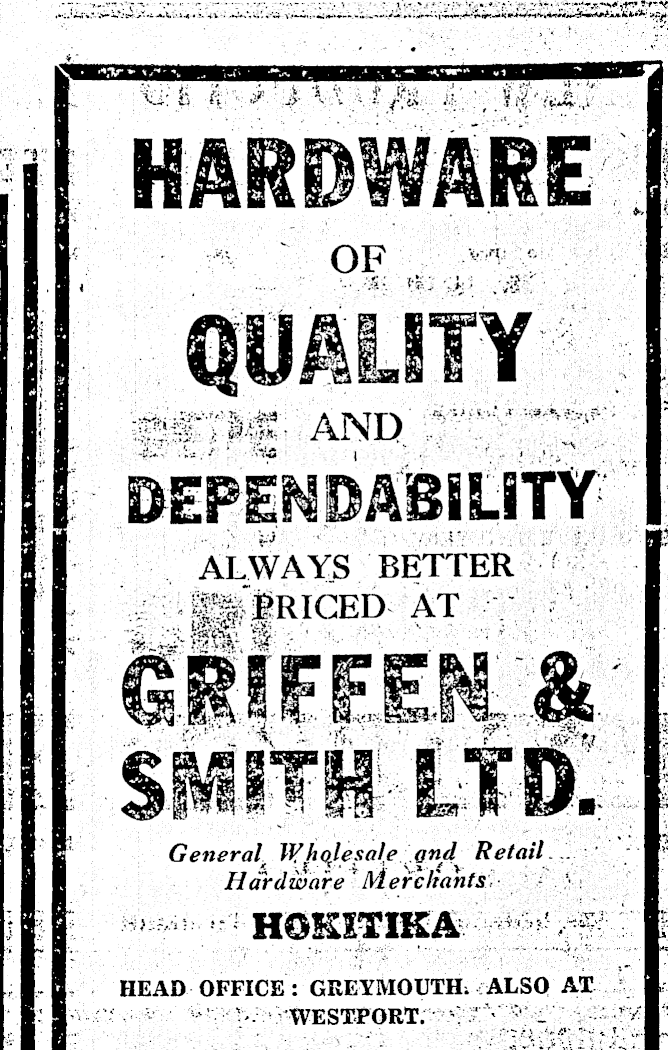 HARDWARE
OF
QUALITY
AND
DEPENDABILITY
ALWAYS BETTER
PRICED AT
GRIFFEN &
SMITH LTD.
General Wholesale and Retail
Hardware Merchants
HOKITIKA
HEAD OFFICE: GREYMOUTH. ALSO AT
WESTPORT.